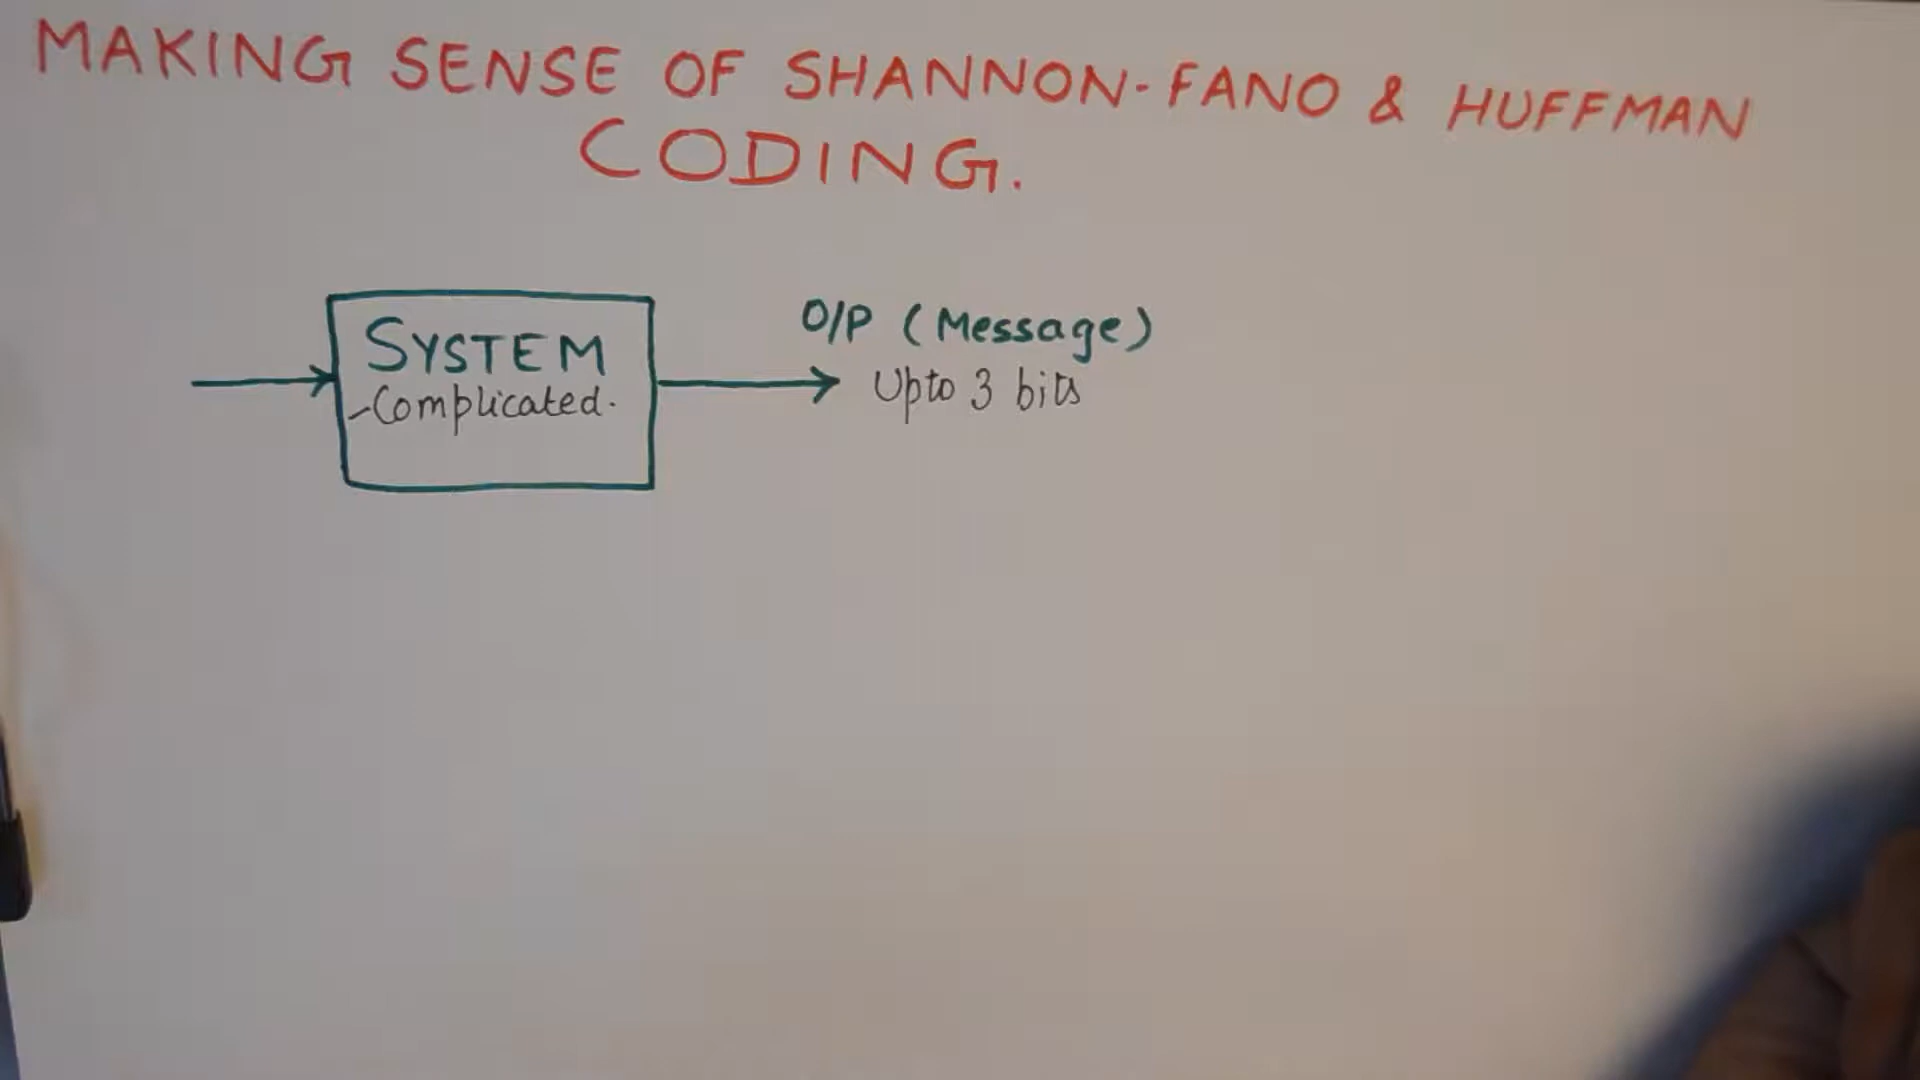 MAKING SENSE OF SHANNON-FANO & HUFFMAN
CODING.
SYSTEM
-Complicated.
O/P (Message)
Upto 3 bits